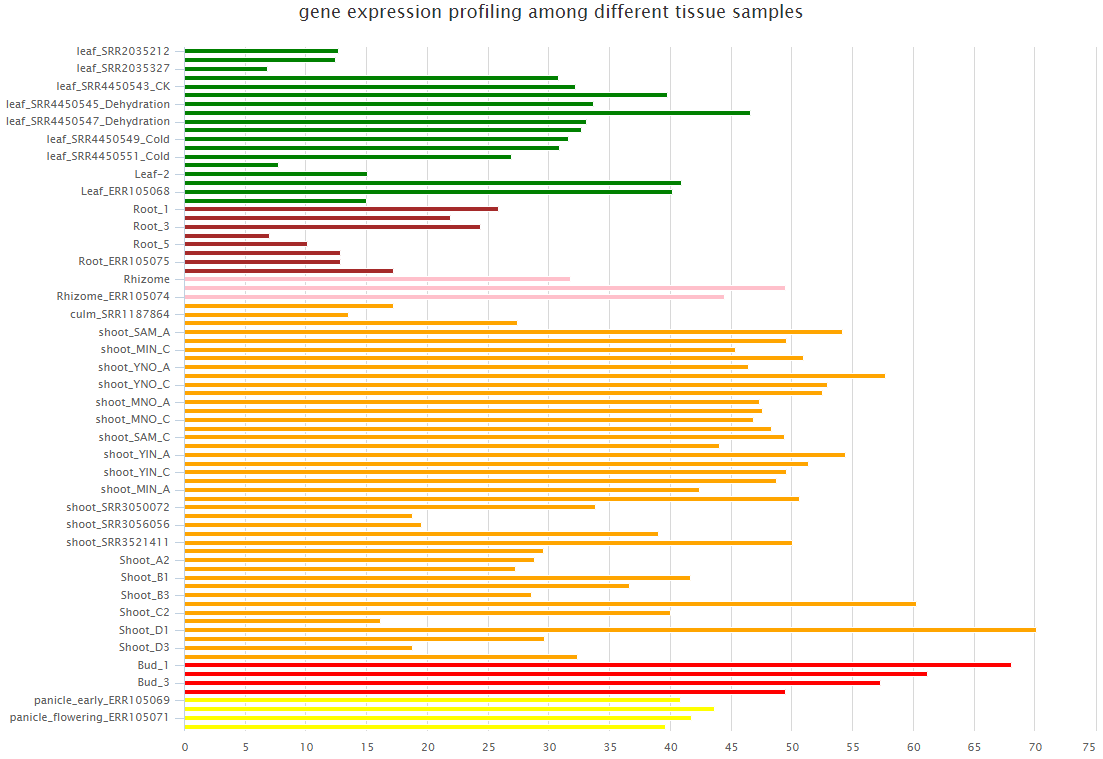 gene expression profiling among different tissue samples
leaf_SRR2035212
leaf_SRR2035327
leaf_SRR4450543_CK
leaf_SRR4450545_Dehydration
leaf_SRR4450547_Dehydration
leaf_SRR4450549_Cold
leaf_SRR4450551_Cold
Leaf-2
Leaf_ERR105068
Root_1
Root_3
Root_5
Root_ERR105075
Rhizome
Rhizome_ERR105074
culm_SRR1187864
shoot_SAM_A
shoot_MIN_C
shoot_YNO_A
shoot_YNO_C
shoot_MNO_A
shoot_MNO_C
shoot_SAM_C
shoot_YIN_A
shoot_YIN_C
shoot_MIN_A
shoot_SRR3050072
shoot_SRR3056056
shoot_SRR3521411
Shoot_A2
Shoot_B1
Shoot_B3
Shoot_C2
Shoot_D1
Shoot_D3
Bud_1
Bud_3
panicle_early_ERR105069
panicle_flowering_ERR105071
0 5 10 15 20 25 30 35 40 45 50 55 60 65 70 75